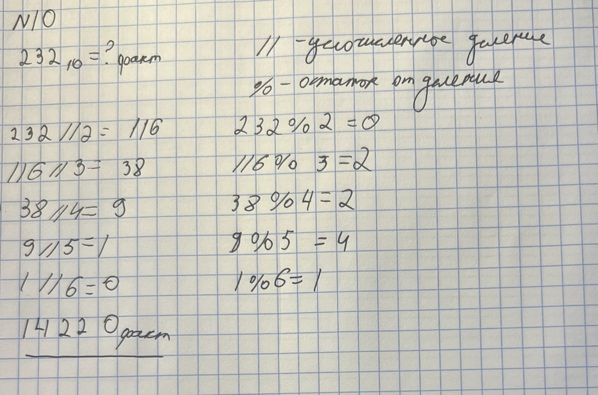 N10
232₁₀ = ? факт
// - целочисленное деление
% - остаток от деления
232 // 2 = 116
232 % 2 = 0
116 // 3 = 38
116 % 3 = 2
38 // 4 = 9
38 % 4 = 2
9 // 5 = 1
9 % 5 = 4
1 // 6 = 0
1 % 6 = 1
14220 факт